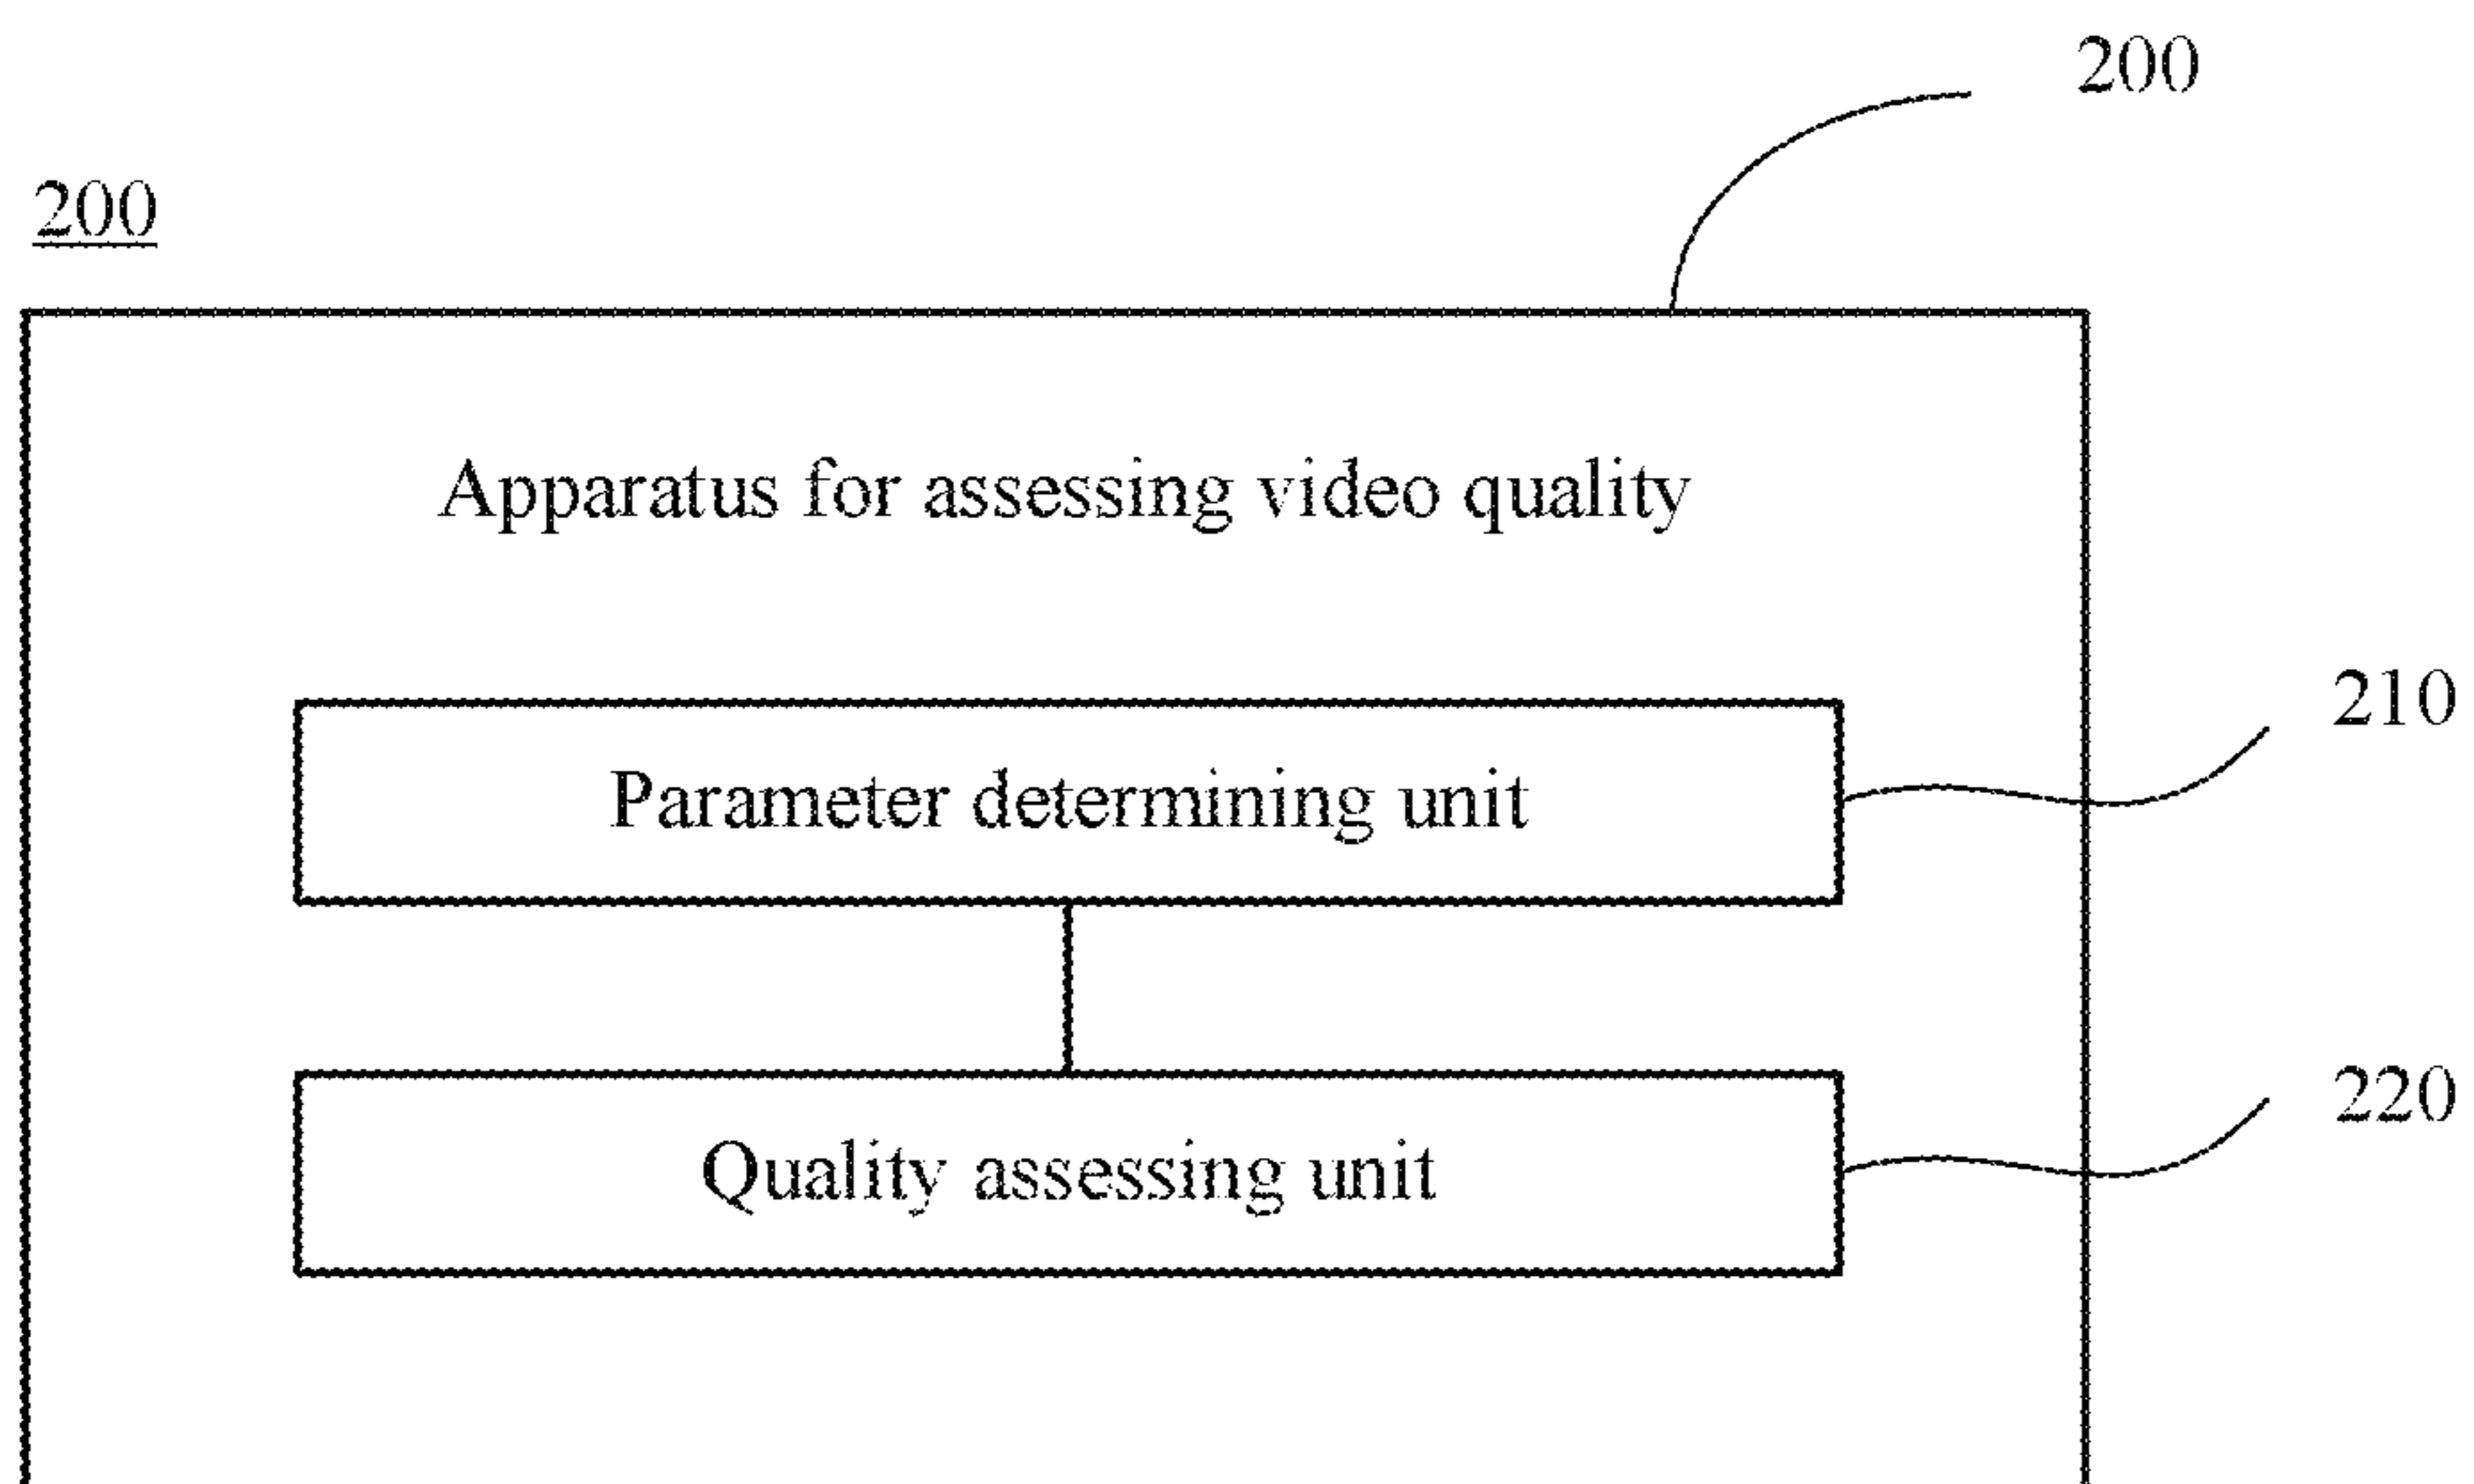 200
200
Apparatus for assessing video quality
210
Parameter determining unit
220
Quality assessing unit